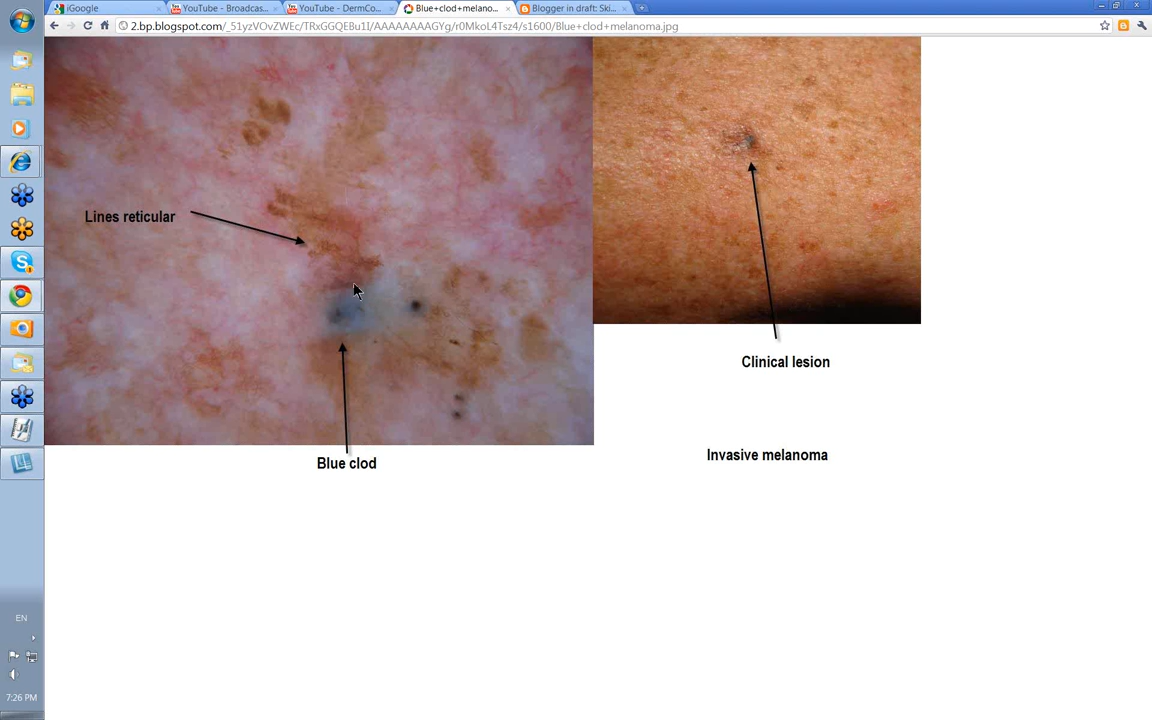 iGoogle
YouTube - Broadcas...
YouTube - DermCo...
Blue+clod+melano...
Blogger in draft: Ski...
2.bp.blogspot.com/_51yzVOvZWEc/TRxGGQEBu1I/AAAAAAAAGYg/r0MkoL4Tsz4/s1600/Blue+clod+melanoma.jpg
Lines reticular
Clinical lesion
Blue clod
Invasive melanoma
EN
7:26 PM